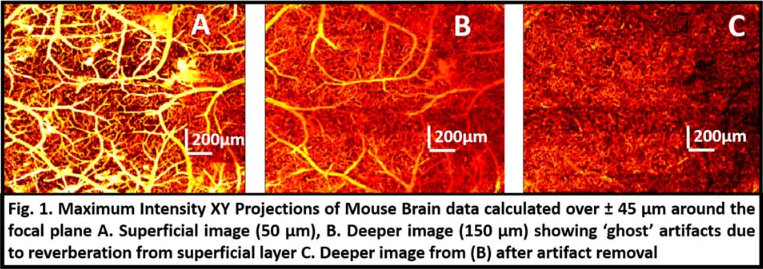 A
B
C
200μm
200μm
200μm
Fig. 1. Maximum Intensity XY Projections of Mouse Brain data calculated over ± 45 μm around the
focal plane A. Superficial image (50 μm), B. Deeper image (150 μm) showing ‘ghost’ artifacts due
to reverberation from superficial layer C. Deeper image from (B) after artifact removal